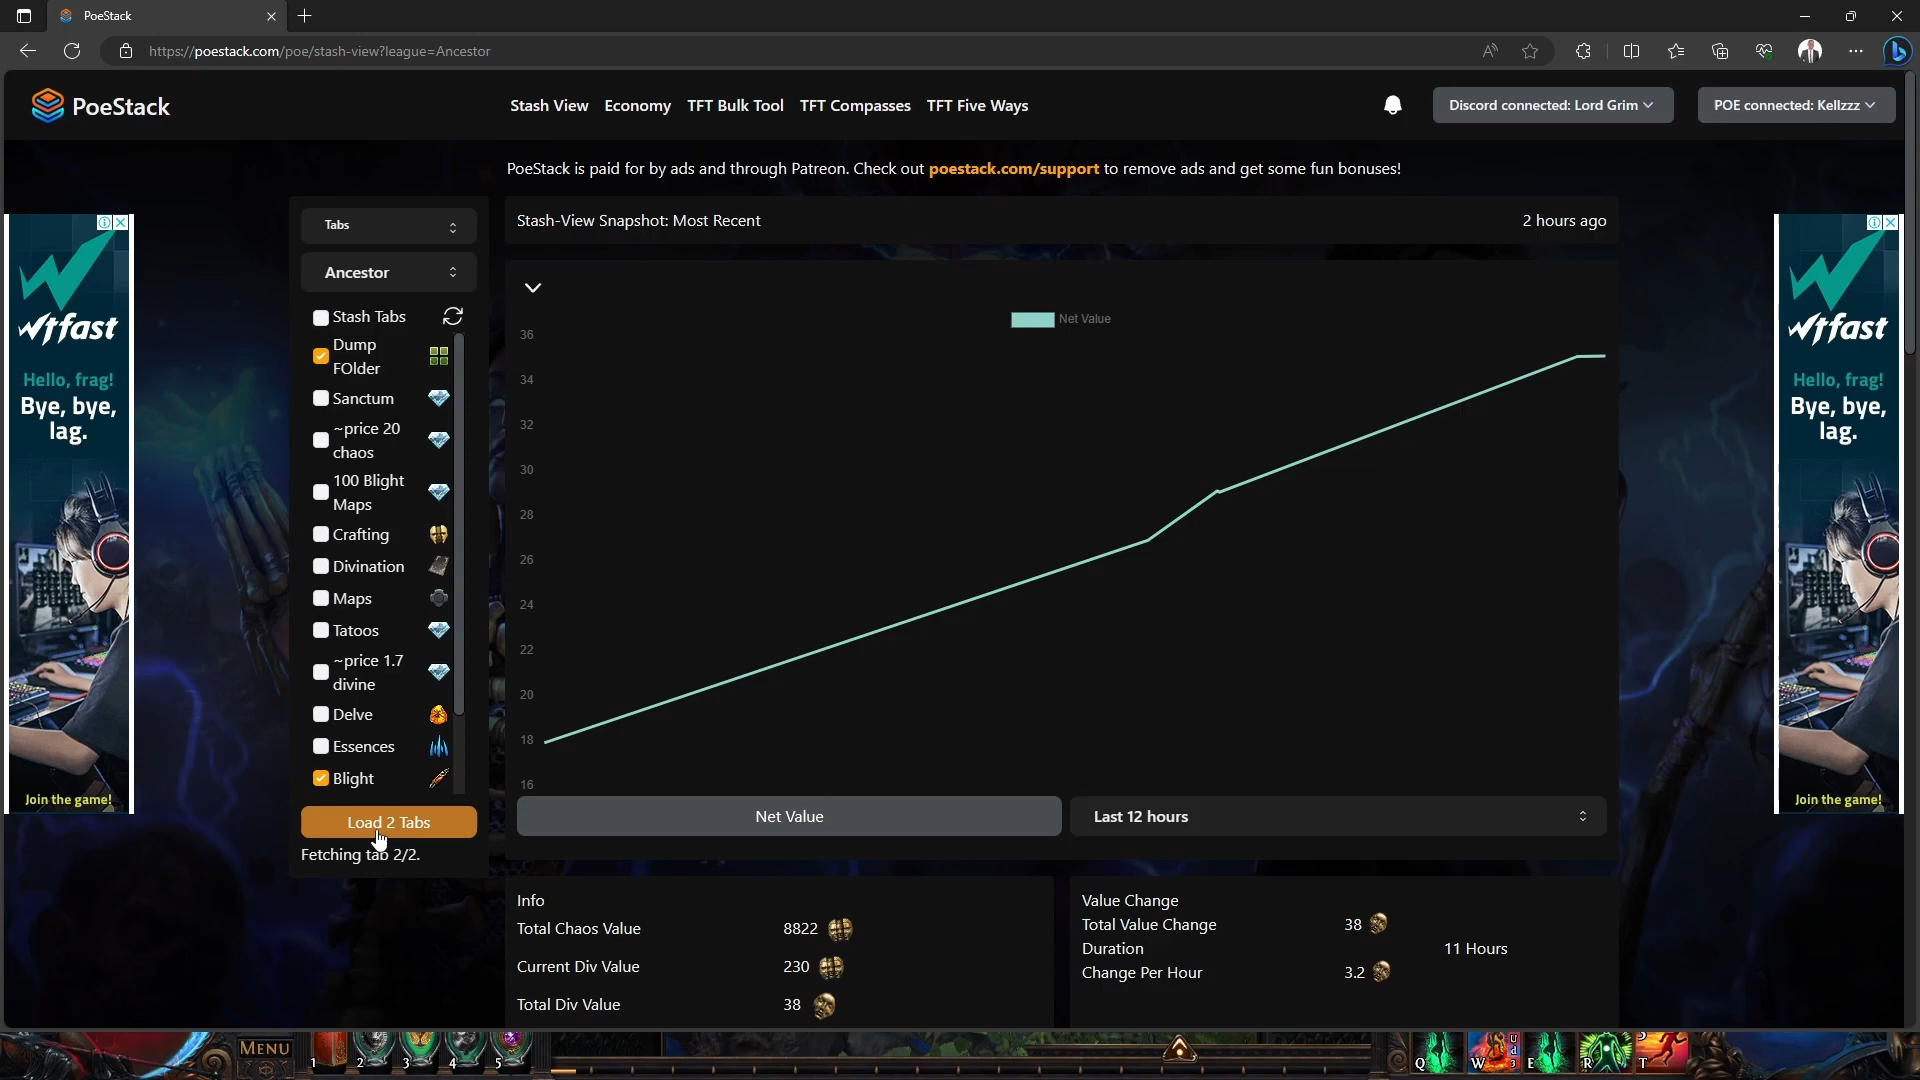 PoeStack
https://poestack.com/poe/stash-view?league=Ancestor
PoeStack
Stash View Economy TFT Bulk Tool TFT Compasses TFT Five Ways
Discord connected: Lord Grim
POE connected: Kellzzz
PoeStack is paid for by ads and through Patreon. Check out poestack.com/support to remove ads and get some fun bonuses!
Tabs
Ancestor
Stash Tabs
Dump
FOlder
Sanctum
~price 20
chaos
100 Blight
Maps
Crafting
Divination
Maps
Tatoos
~price 1.7
divine
Delve
Essences
Blight
Load 2 Tabs
Fetching tab 2/2.
Stash-View Snapshot: Most Recent
2 hours ago
Net Value
36
34
32
30
28
26
24
22
20
18
16
Net Value
Last 12 hours
Info
Total Chaos Value 8822
Current Div Value 230
Total Div Value 38
Value Change
Total Value Change 38
Duration 11 Hours
Change Per Hour 3.2
wtfast
Hello, frag!
Bye, bye,
lag.
Join the game!
wtfast
Hello, frag!
Bye, bye,
lag.
Join the game!
MENU
1 2 3 4 5
Q W E R T